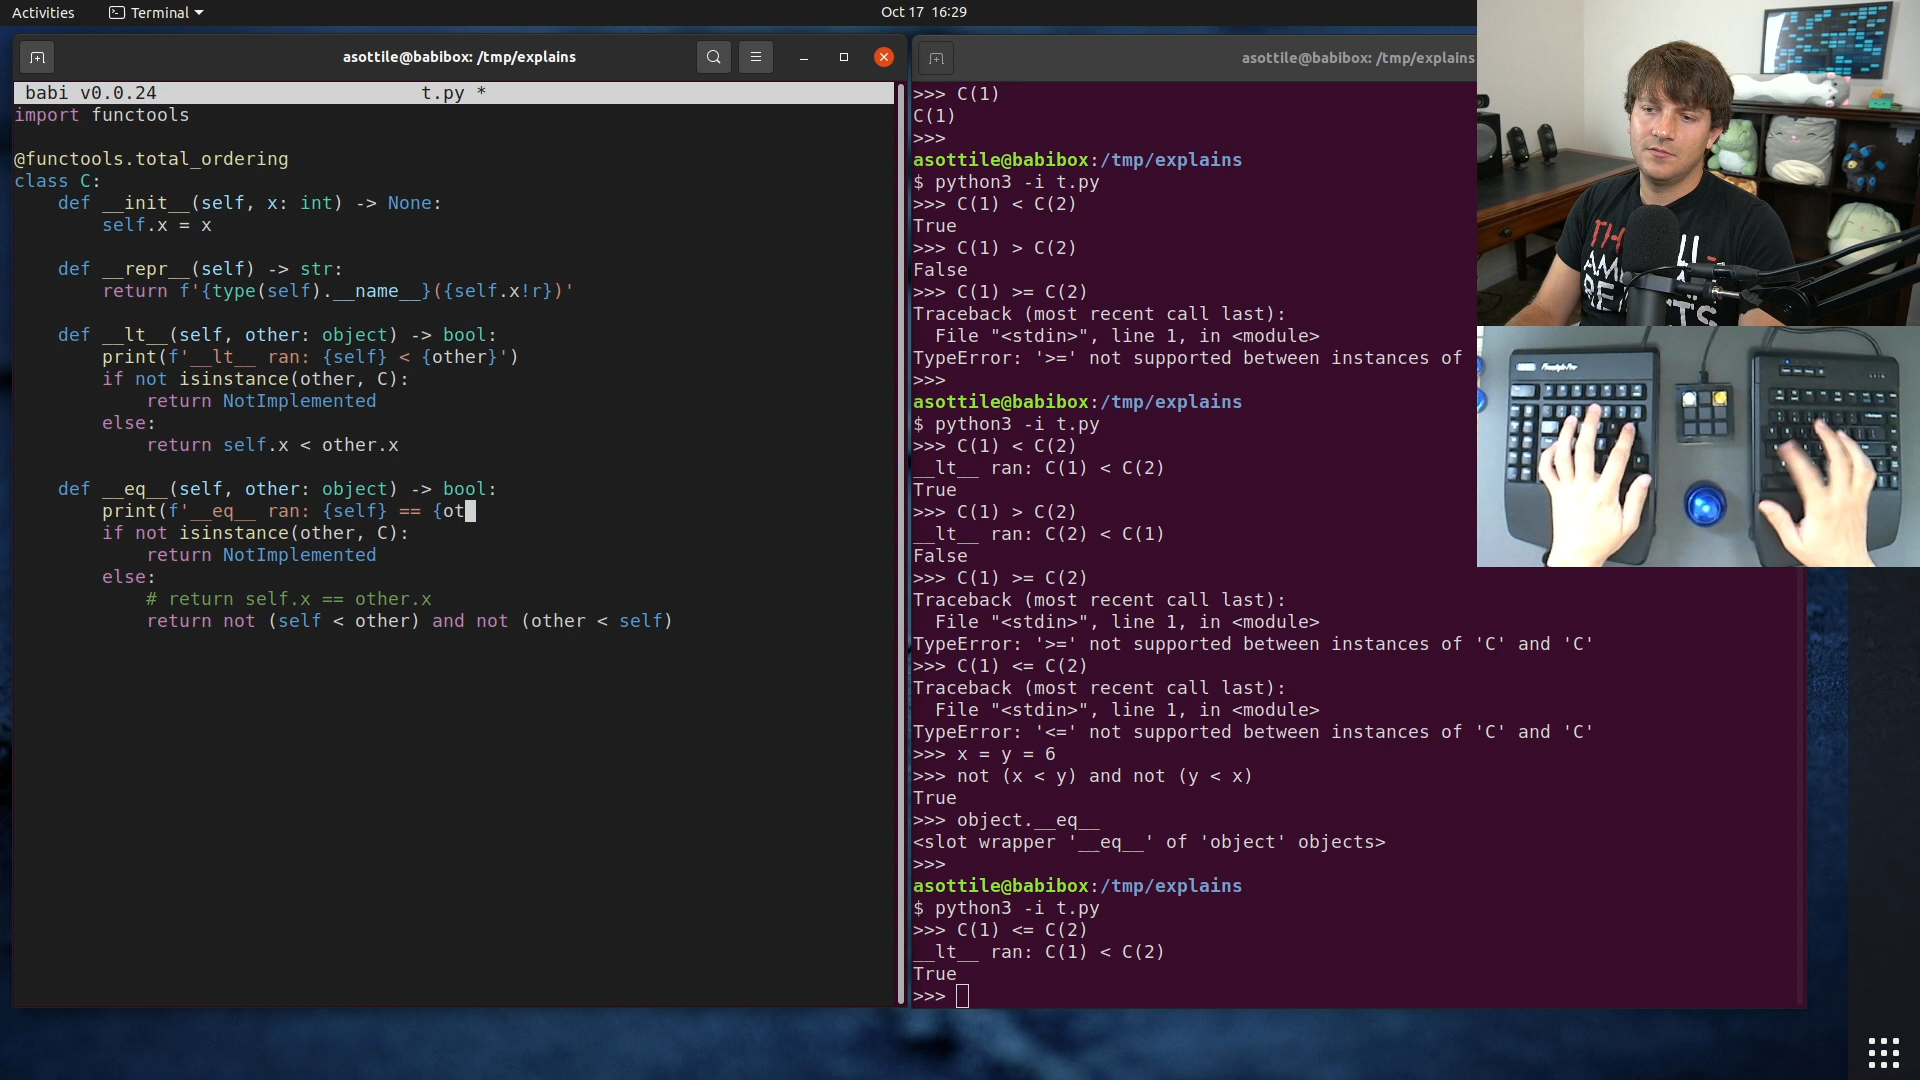 Activities
Terminal
Oct 17 16:29
asottile@babibox: /tmp/explains
babi v0.0.24 t.py *
import functools
@functools.total_ordering
class C:
    def __init__(self, x: int) -> None:
        self.x = x
    def __repr__(self) -> str:
        return f'{type(self).__name__}({self.x!r})'
    def __lt__(self, other: object) -> bool:
        print(f'__lt__ ran: {self} < {other}')
        if not isinstance(other, C):
            return NotImplemented
        else:
            return self.x < other.x
    def __eq__(self, other: object) -> bool:
        print(f'__eq__ ran: {self} == {ot
        if not isinstance(other, C):
            return NotImplemented
        else:
            # return self.x == other.x
            return not (self < other) and not (other < self)
asottile@babibox: /tmp/explains
>>> C(1)
C(1)
>>>
asottile@babibox:/tmp/explains
$ python3 -i t.py
>>> C(1) < C(2)
True
>>> C(1) > C(2)
False
>>> C(1) >= C(2)
Traceback (most recent call last):
  File "<stdin>", line 1, in <module>
TypeError: '>=' not supported between instances of
>>>
asottile@babibox:/tmp/explains
$ python3 -i t.py
>>> C(1) < C(2)
__lt__ ran: C(1) < C(2)
True
>>> C(1) > C(2)
__lt__ ran: C(2) < C(1)
False
>>> C(1) >= C(2)
Traceback (most recent call last):
  File "<stdin>", line 1, in <module>
TypeError: '>=' not supported between instances of 'C' and 'C'
>>> C(1) <= C(2)
Traceback (most recent call last):
  File "<stdin>", line 1, in <module>
TypeError: '<=' not supported between instances of 'C' and 'C'
>>> x = y = 6
>>> not (x < y) and not (y < x)
True
>>> object.__eq__
<slot wrapper '__eq__' of 'object' objects>
>>>
asottile@babibox:/tmp/explains
$ python3 -i t.py
>>> C(1) <= C(2)
__lt__ ran: C(1) < C(2)
True
>>>